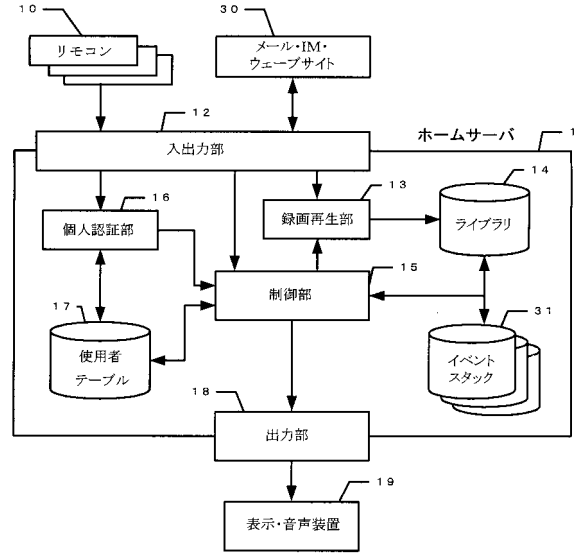 10
リモコン
30
メール・IM・
ウェーブサイト
12
入出力部
ホームサーバ
1
16
個人認証部
13
録画再生部
14
ライブラリ
15
制御部
17
使用者
テーブル
31
イベント
スタック
18
出力部
19
表示・音声装置